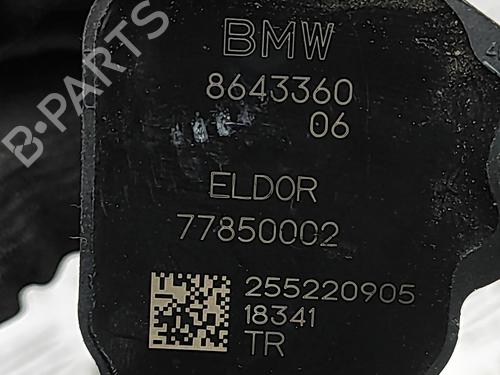 B-PARTS
BMW
8643360
06
ELDOR
77850002
255220905
18341
TR